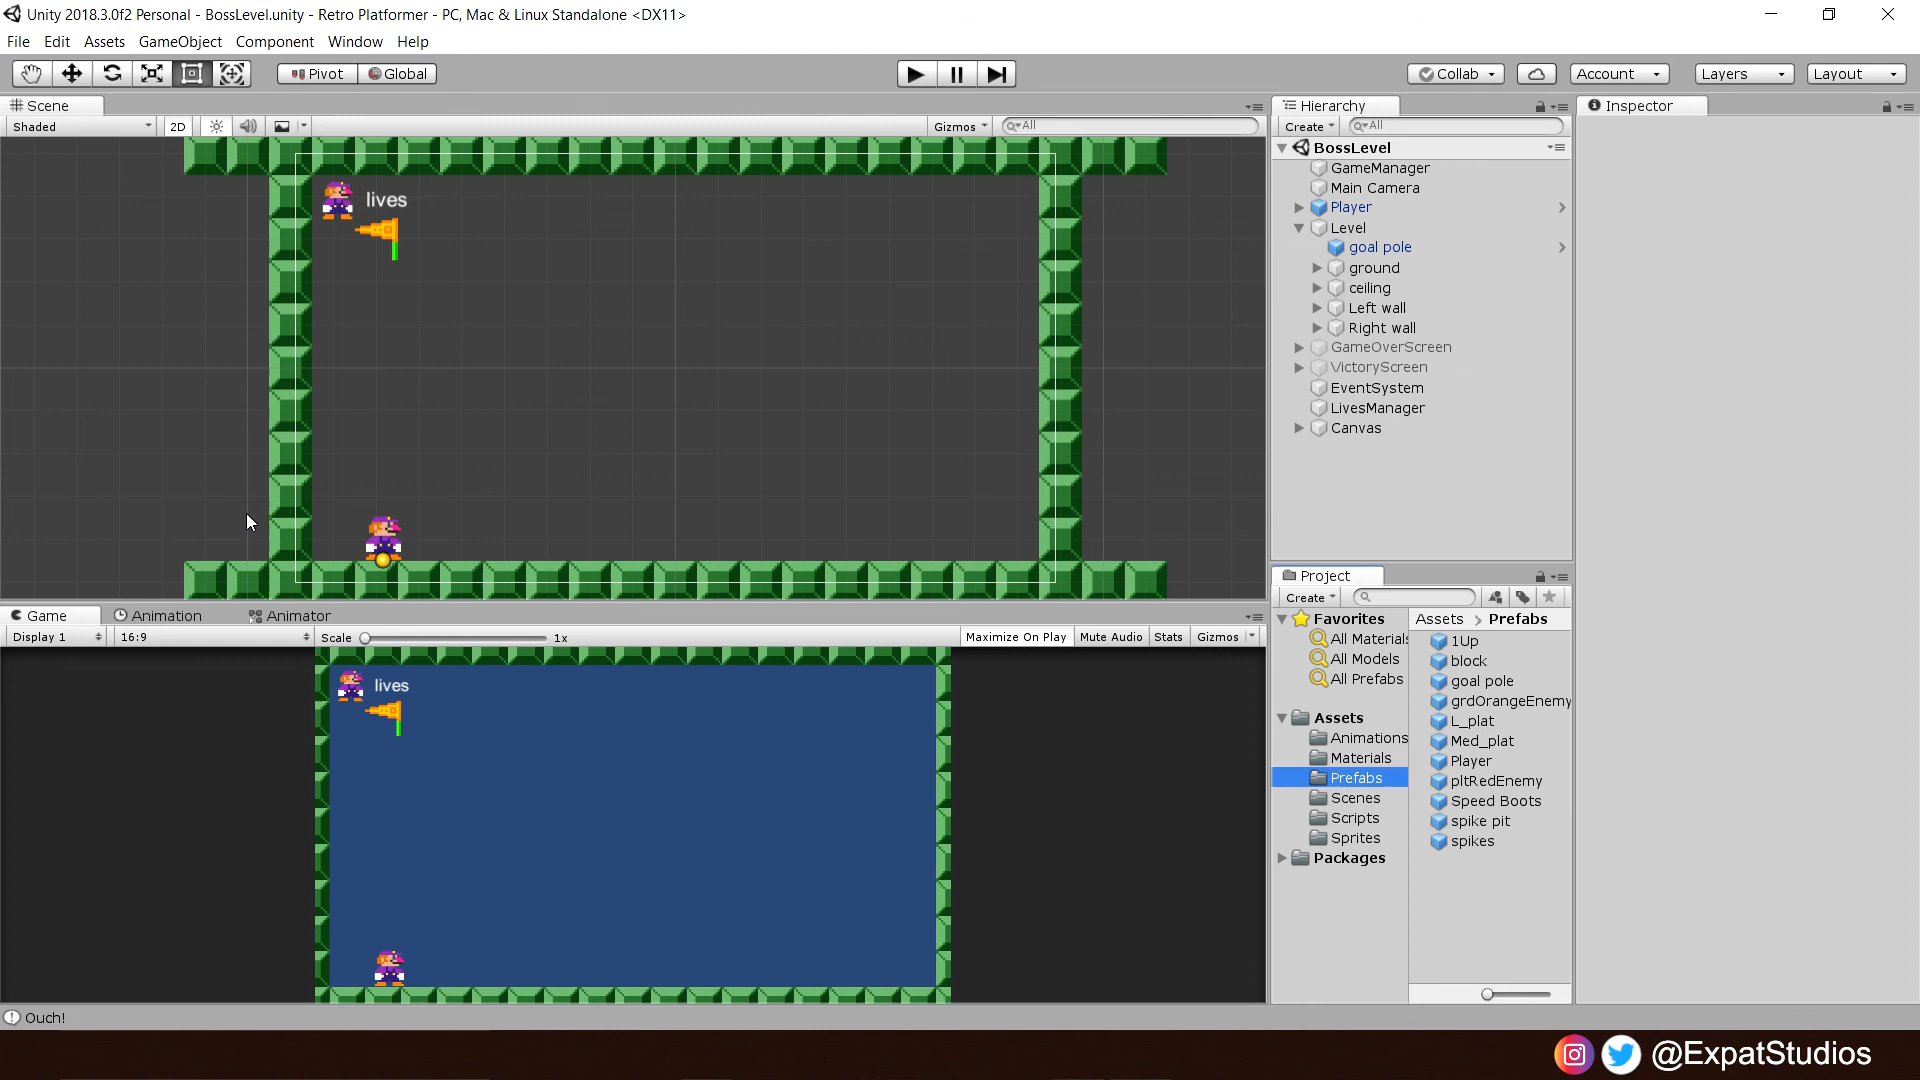 Unity 2018.3.0f2 Personal - BossLevel.unity - Retro Platformer - PC, Mac & Linux Standalone <DX11>
File Edit Assets GameObject Component Window Help
Pivot Global Collab Account Layers Layout
Scene
Shaded 2D Gizmos All
lives
Hierarchy
Create All
BossLevel
GameManager
Main Camera
Player
Level
goal pole
ground
ceiling
Left wall
Right wall
GameOverScreen
VictoryScreen
EventSystem
LivesManager
Canvas
Inspector
Game Animation Animator
Display 1 16:9 Scale 1x Maximize On Play Mute Audio Stats Gizmos
lives
Project
Create
Favorites
All Materials
All Models
All Prefabs
Assets
Animations
Materials
Prefabs
Scenes
Scripts
Sprites
Packages
Assets > Prefabs
1Up
block
goal pole
grdOrangeEnemy
L_plat
Med_plat
Player
pltRedEnemy
Speed Boots
spike pit
spikes
Ouch!
@ExpatStudios